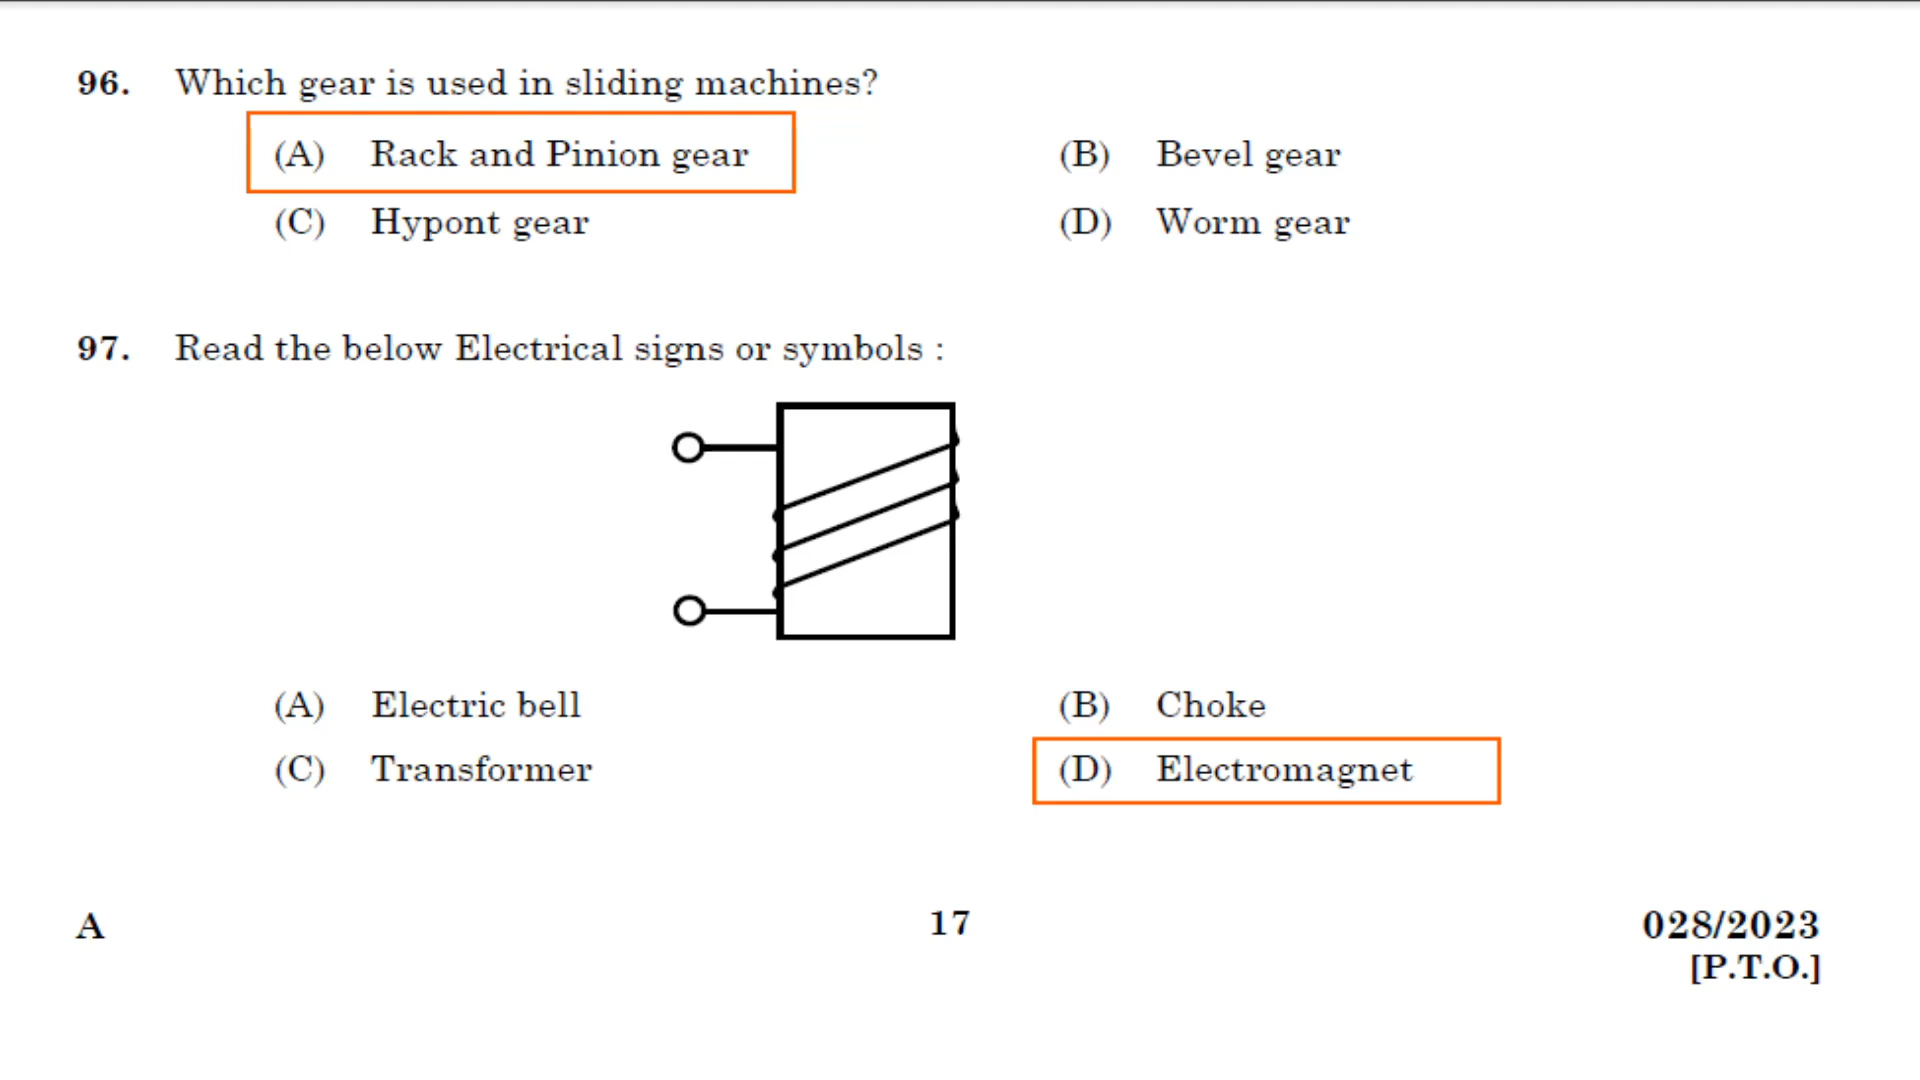 96. Which gear is used in sliding machines?
(A) Rack and Pinion gear (B) Bevel gear
(C) Hypont gear (D) Worm gear
97. Read the below Electrical signs or symbols :
(A) Electric bell (B) Choke
(C) Transformer (D) Electromagnet
A 17 028/2023
[P.T.O.]